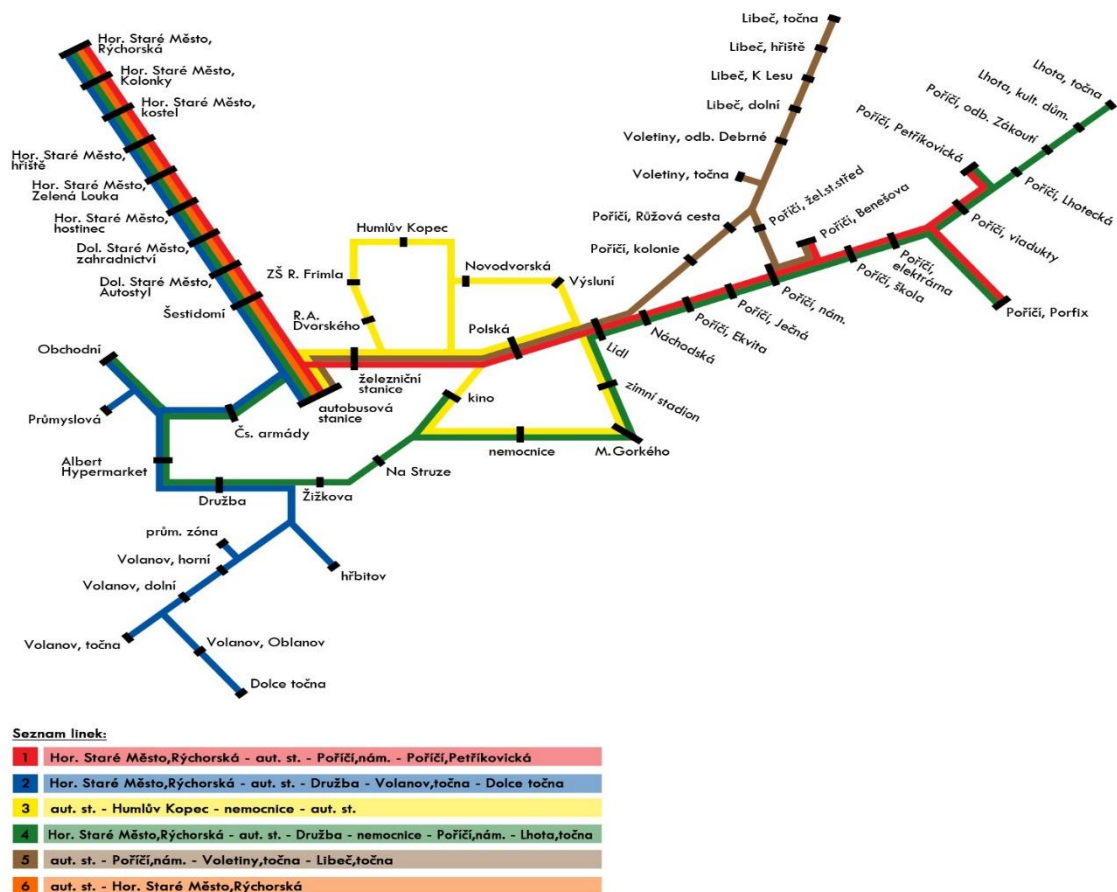 Hor. Staré Město,
Rýchorská
Hor. Staré Město,
Kolonky
Hor. Staré Město,
kostel
Hor. Staré Město,
hřiště
Hor. Staré Město,
Zelená Louka
Hor. Staré Město,
hostinec
Dol. Staré Město,
zahradnictví
Dol. Staré Město,
Autostyl
Šestidomí
Obchodní
Průmyslová
Čs. armády
autobusová
stanice
železniční
stanice
Albert
Hypermarket
Družba
Žižkova
Na Struze
kino
nemocnice
M.Gorkého
zimní stadion
Lidl
Polská
R.A.
Dvorského
ZŠ R. Frimla
Humlův Kopec
Novodvorská
Výsluní
prům. zóna
Volanov, horní
Volanov, dolní
hřbitov
Volanov, točna
Volanov, Oblanov
Dolce točna
Libeč, točna
Libeč, hřiště
Libeč, K Lesu
Libeč, dolní
Voletiny, odb. Debrné
Voletiny, točna
Poříčí, Růžová cesta
Poříčí, kolonie
Poříčí, žel.st.střed
Poříčí, Benešova
Náchodská
Poříčí, Ekvita
Poříčí, Ječná
Poříčí, nám.
Poříčí, škola
Poříčí,
elektrárna
Poříčí, viadukty
Poříčí, Porfix
Poříčí, Petříkovická
Poříčí, Lhotecká
Poříčí, odb. Zákoutí
Lhota, kult. dům.
Lhota, točna
Seznam linek:
1 Hor. Staré Město,Rýchorská - aut. st. - Poříčí,nám. - Poříčí,Petříkovická
2 Hor. Staré Město,Rýchorská - aut. st. - Družba - Volanov,točna - Dolce točna
3 aut. st. - Humlův Kopec - nemocnice - aut. st.
4 Hor. Staré Město,Rýchorská - aut. st. - Družba - nemocnice - Poříčí,nám. - Lhota,točna
5 aut. st. - Poříčí,nám. - Voletiny,točna - Libeč,točna
6 aut. st. - Hor. Staré Město,Rýchorská